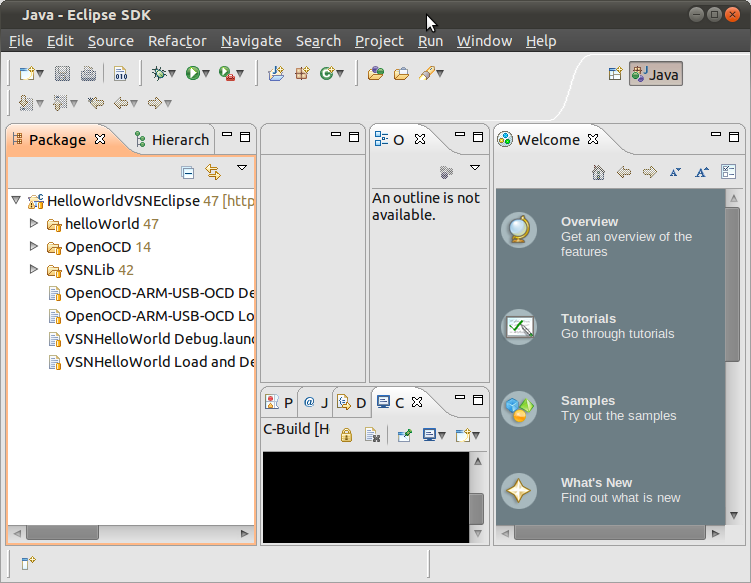 Java - Eclipse SDK
File Edit Source Refactor Navigate Search Project Run Window Help
Java
Package
Hierarch
HelloWorldVSNEclipse 47 [http
helloWorld 47
OpenOCD 14
VSNLib 42
OpenOCD-ARM-USB-OCD De
OpenOCD-ARM-USB-OCD Lo
VSNHelloWorld Debug.laun
VSNHelloWorld Load and De
O
An outline is not
available.
P
@ J
D
C
C-Build [H
Welcome
Overview
Get an overview of the
features
Tutorials
Go through tutorials
Samples
Try out the samples
What's New
Find out what is new